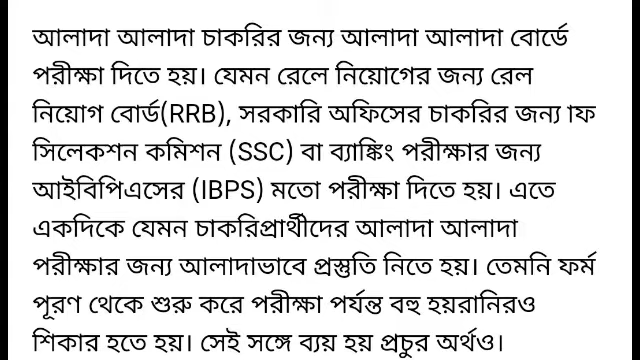 আলাদা আলাদা চাকরির জন্য আলাদা আলাদা বোর্ডে
পরীক্ষা দিতে হয়। যেমন রেলে নিয়োগের জন্য রেল
নিয়োগ বোর্ড(RRB), সরকারি অফিসের চাকরির জন্য াফ
সিলেকশন কমিশন (SSC) বা ব্যাঙ্কিং পরীক্ষার জন্য
আইবিপিএসের (IBPS) মতো পরীক্ষা দিতে হয়। এতে
একদিকে যেমন চাকরিপ্রার্থীদের আলাদা আলাদা
পরীক্ষার জন্য আলাদাভাবে প্রস্তুতি নিতে হয়। তেমনি ফর্ম
পূরণ থেকে শুরু করে পরীক্ষা পর্যন্ত বহু হয়রানিরও
শিকার হতে হয়। সেই সঙ্গে ব্যয় হয় প্রচুর অর্থও।